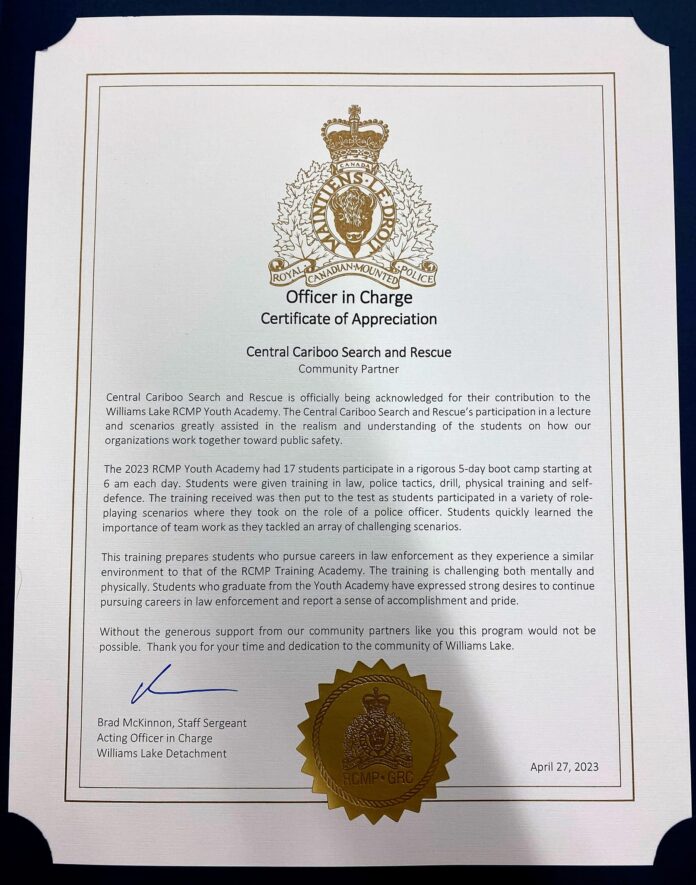 CANADA
MAINTIENS LE DROIT
ROYAL CANADIAN MOUNTED POLICE
Officer in Charge
Certificate of Appreciation
Central Cariboo Search and Rescue
Community Partner
Central Cariboo Search and Rescue is officially being acknowledged for their contribution to the
Williams Lake RCMP Youth Academy. The Central Cariboo Search and Rescue's participation in a lecture
and scenarios greatly assisted in the realism and understanding of the students on how our
organizations work together toward public safety.
The 2023 RCMP Youth Academy had 17 students participate in a rigorous 5-day boot camp starting at
6 am each day. Students were given training in law, police tactics, drill, physical training and self-
defence. The training received was then put to the test as students participated in a variety of role-
playing scenarios where they took on the role of a police officer. Students quickly learned the
importance of team work as they tackled an array of challenging scenarios.
This training prepares students who pursue careers in law enforcement as they experience a similar
environment to that of the RCMP Training Academy. The training is challenging both mentally and
physically. Students who graduate from the Youth Academy have expressed strong desires to continue
pursuing careers in law enforcement and report a sense of accomplishment and pride.
Without the generous support from our community partners like you this program would not be
possible. Thank you for your time and dedication to the community of Williams Lake.
Brad McKinnon, Staff Sergeant
Acting Officer in Charge
Williams Lake Detachment
RCMP·GRC
April 27, 2023